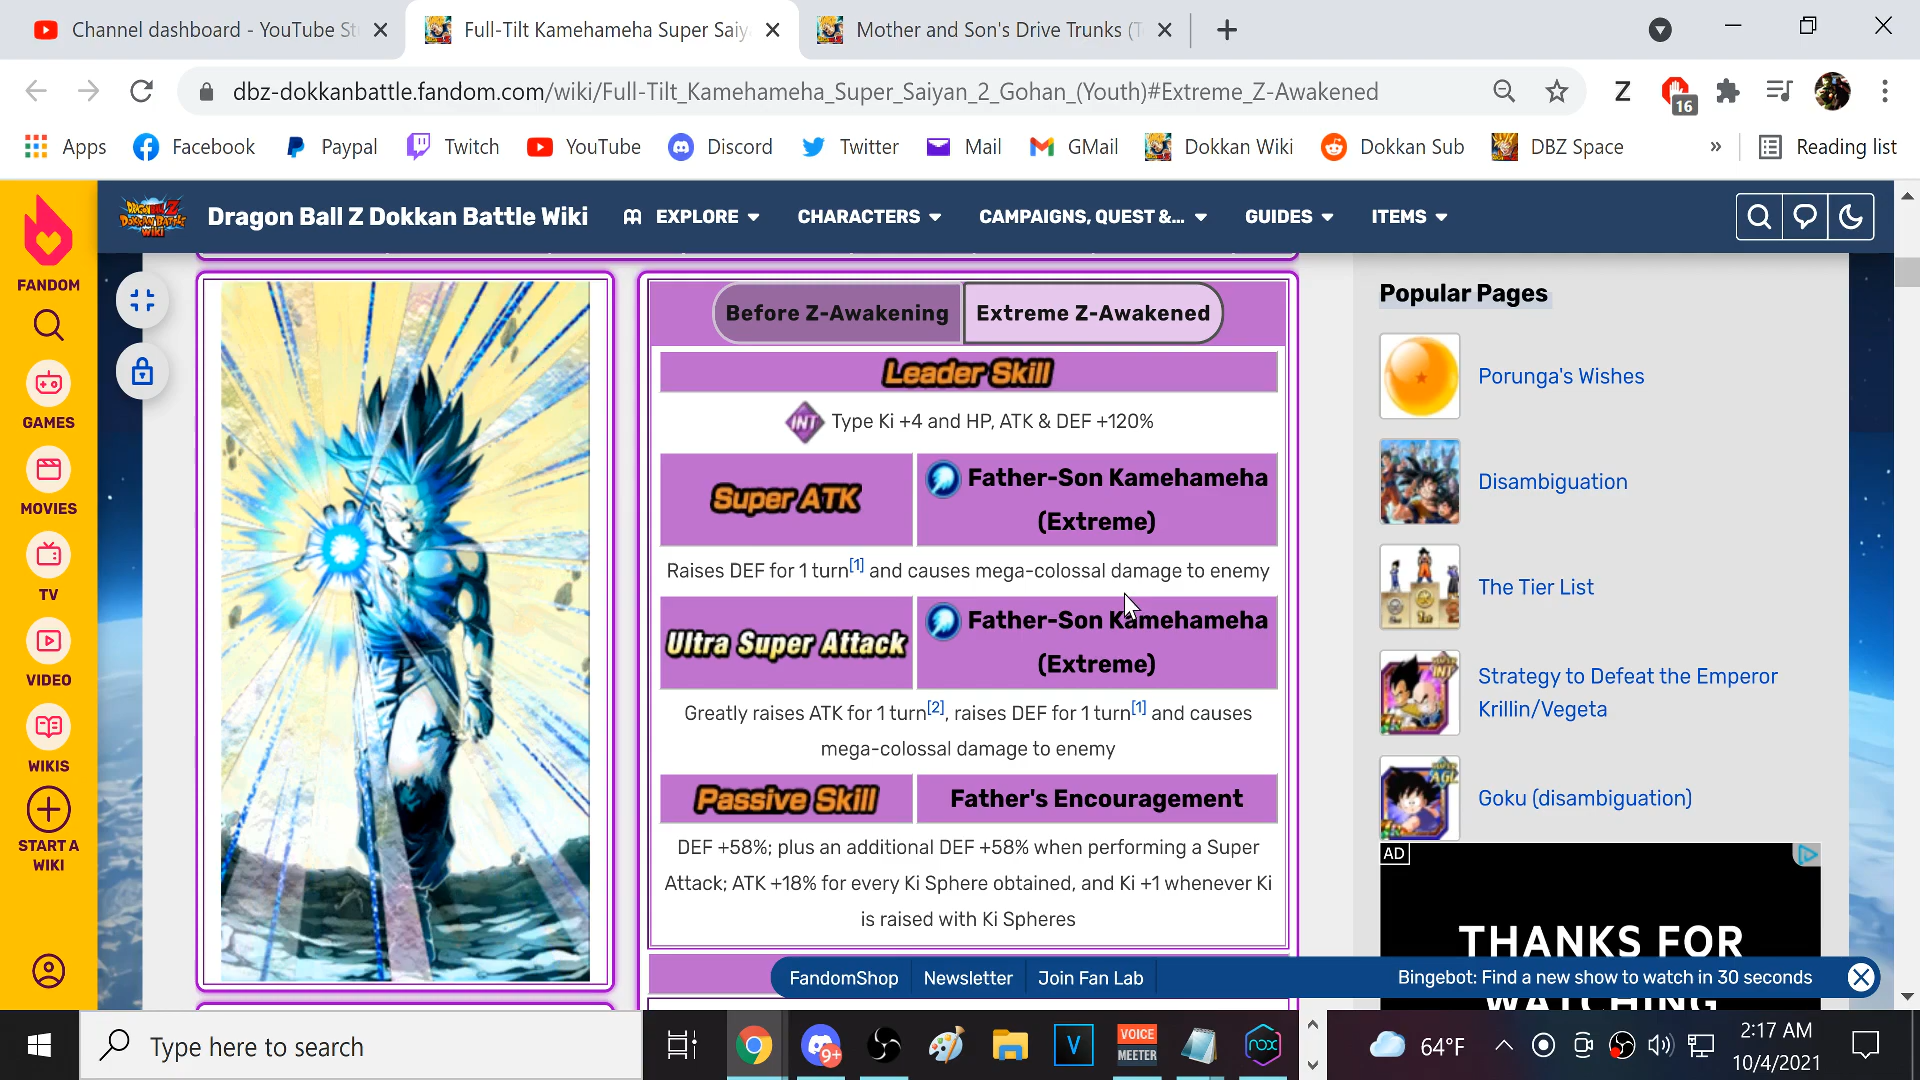 Channel dashboard - YouTube St
Full-Tilt Kamehameha Super Saiy
Mother and Son's Drive Trunks (T
dbz-dokkanbattle.fandom.com/wiki/Full-Tilt_Kamehameha_Super_Saiyan_2_Gohan_(Youth)#Extreme_Z-Awakened
Z
16
Apps
Facebook
Paypal
Twitch
YouTube
Discord
Twitter
Mail
GMail
Dokkan Wiki
Dokkan Sub
DBZ Space
»
Reading list
Dragon Ball Z Dokkan Battle Wiki
EXPLORE
CHARACTERS
CAMPAIGNS, QUEST &...
GUIDES
ITEMS
FANDOM
GAMES
MOVIES
TV
VIDEO
WIKIS
START A
WIKI
Before Z-Awakening
Extreme Z-Awakened
Leader Skill
INT Type Ki +4 and HP, ATK & DEF +120%
Super ATK
Father-Son Kamehameha
(Extreme)
Raises DEF for 1 turn[1] and causes mega-colossal damage to enemy
Ultra Super Attack
Father-Son Kamehameha
(Extreme)
Greatly raises ATK for 1 turn[2], raises DEF for 1 turn[1] and causes
mega-colossal damage to enemy
Passive Skill
Father's Encouragement
DEF +58%; plus an additional DEF +58% when performing a Super
Attack; ATK +18% for every Ki Sphere obtained, and Ki +1 whenever Ki
is raised with Ki Spheres
Popular Pages
Porunga's Wishes
Disambiguation
The Tier List
Strategy to Defeat the Emperor
Krillin/Vegeta
Goku (disambiguation)
AD
THANKS FOR
WATCHING
FandomShop
Newsletter
Join Fan Lab
Bingebot: Find a new show to watch in 30 seconds
Type here to search
9+
V
VOICE
MEETER
nox
64°F
2:17 AM
10/4/2021